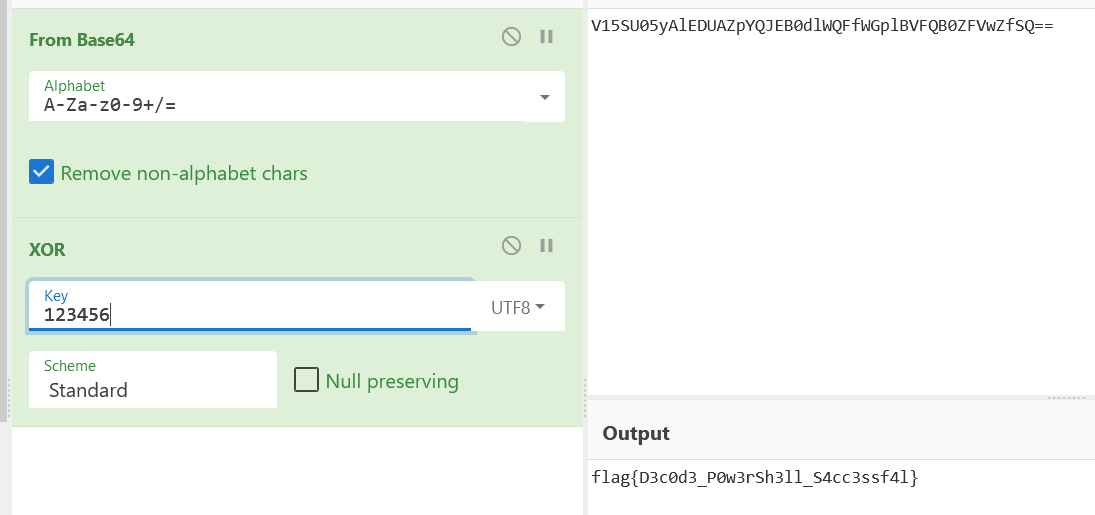 From Base64
Alphabet
A-Za-z0-9+/=
Remove non-alphabet chars
XOR
Key
123456
UTF8
Scheme
Standard
Null preserving
V15SU05yAlEDUAZpYQJEB0dlWQFfWGplBVFQB0ZFVwZfSQ==
Output
flag{D3c0d3_P0w3rSh3ll_S4cc3ssf4l}